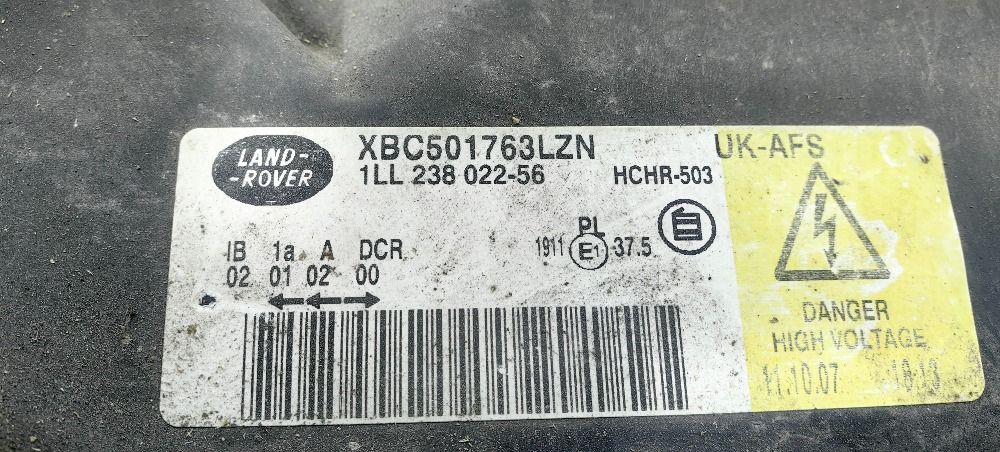 LAND-
-ROVER
XBC501763LZN
1LL 238 022-56
HCHR-503
IB 1a A DCR
02 01 02 00
PL
1911 E1 37.5
自
UK-AFS
DANGER
HIGH VOLTAGE
11.10.07